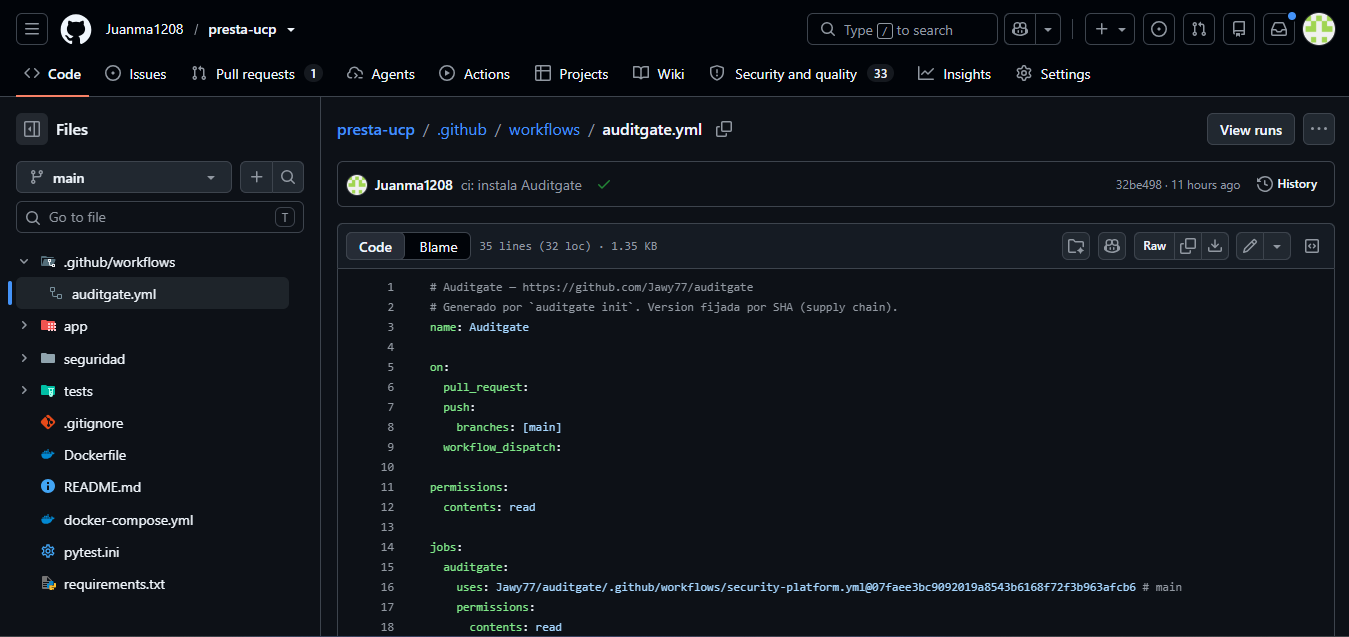 Juanma1208 / presta-ucp
Type / to search
Code
Issues
Pull requests 1
Agents
Actions
Projects
Wiki
Security and quality 33
Insights
Settings
Files
main
Go to file
T
.github/workflows
auditgate.yml
app
seguridad
tests
.gitignore
Dockerfile
README.md
docker-compose.yml
pytest.ini
requirements.txt
presta-ucp / .github / workflows / auditgate.yml
View runs
Juanma1208 ci: instala Auditgate
32be498 · 11 hours ago
History
Code
Blame
35 lines (32 loc) · 1.35 KB
Raw
1 # Auditgate — https://github.com/Jawy77/auditgate
2 # Generado por `auditgate init`. Version fijada por SHA (supply chain).
3 name: Auditgate
4
5 on:
6 pull_request:
7 push:
8 branches: [main]
9 workflow_dispatch:
10
11 permissions:
12 contents: read
13
14 jobs:
15 auditgate:
16 uses: Jawy77/auditgate/.github/workflows/security-platform.yml@07faee3bc9092019a8543b6168f72f3b963afcb6 # main
17 permissions:
18 contents: read